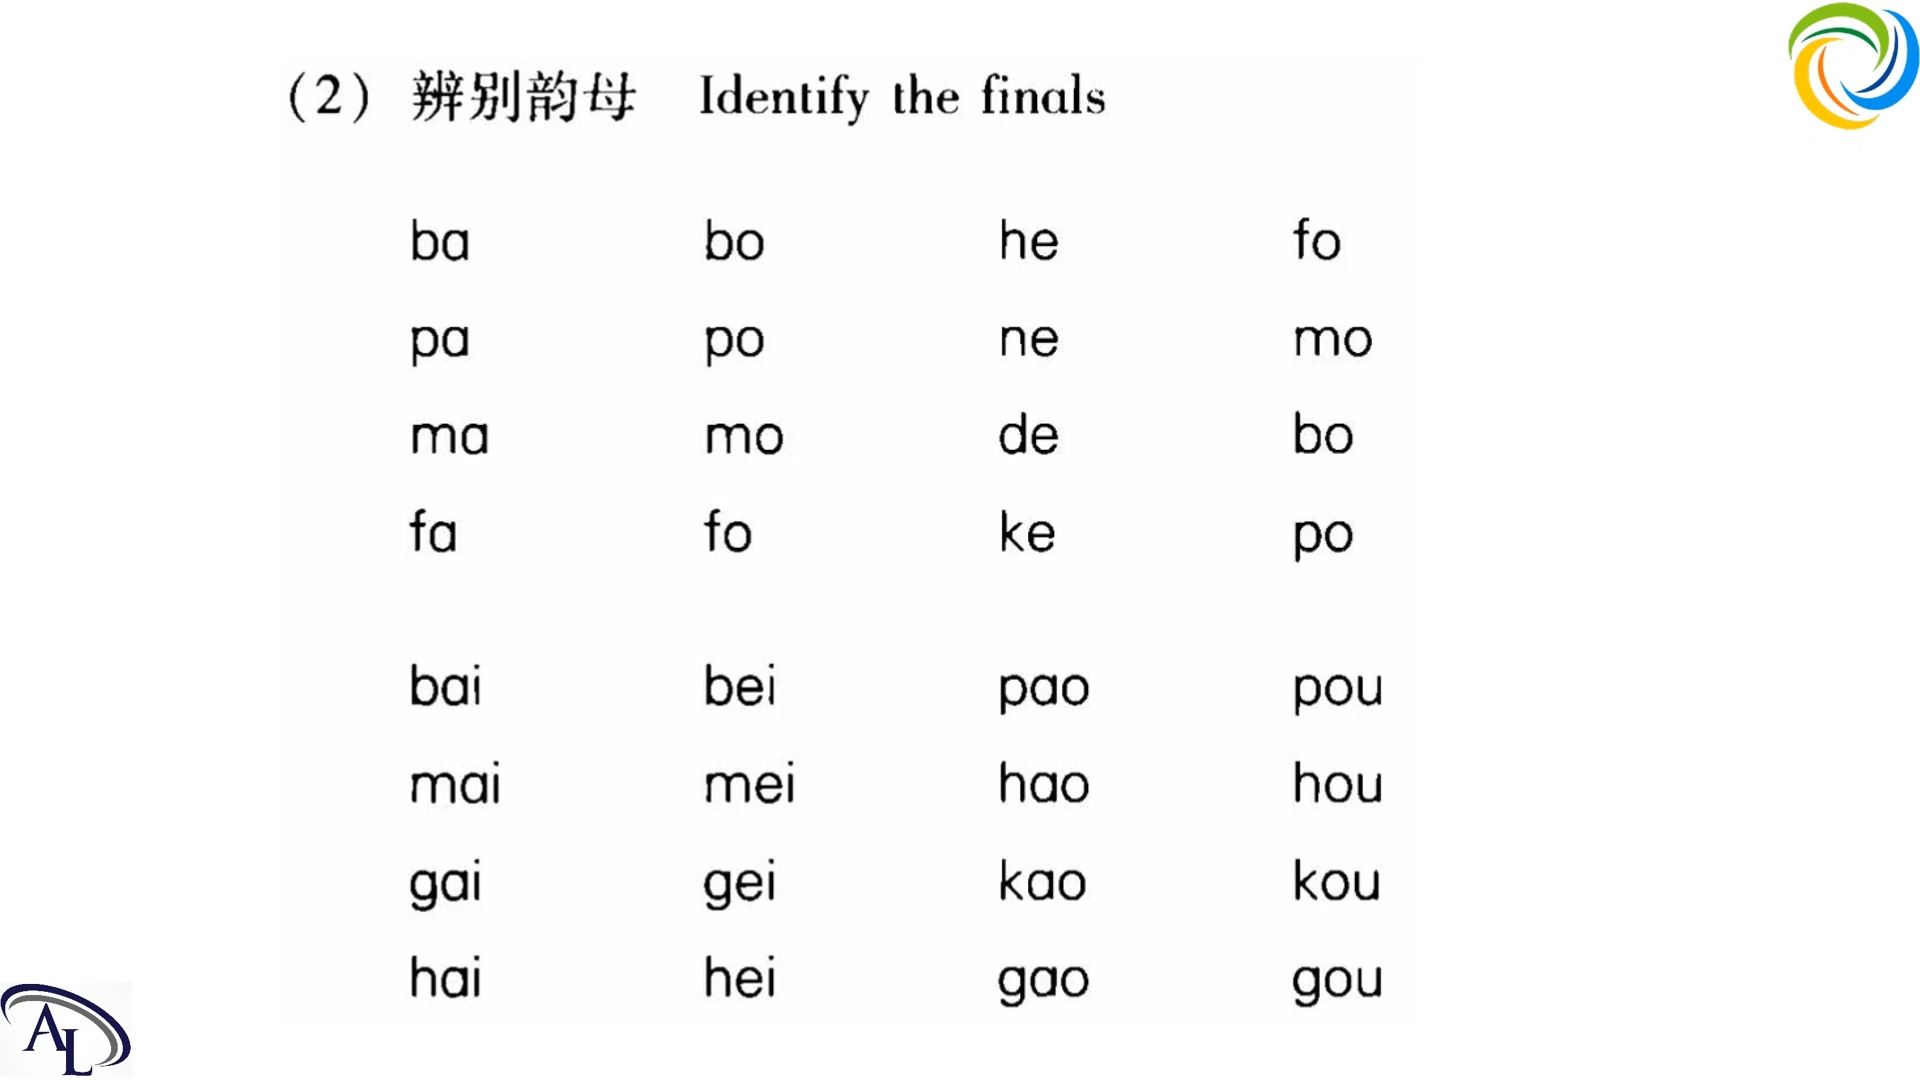 (2) 辨别韵母 Identify the finals
ba bo he fo
pa po ne mo
ma mo de bo
fa fo ke po
bai bei pao pou
mai mei hao hou
gai gei kao kou
hai hei gao gou
AL